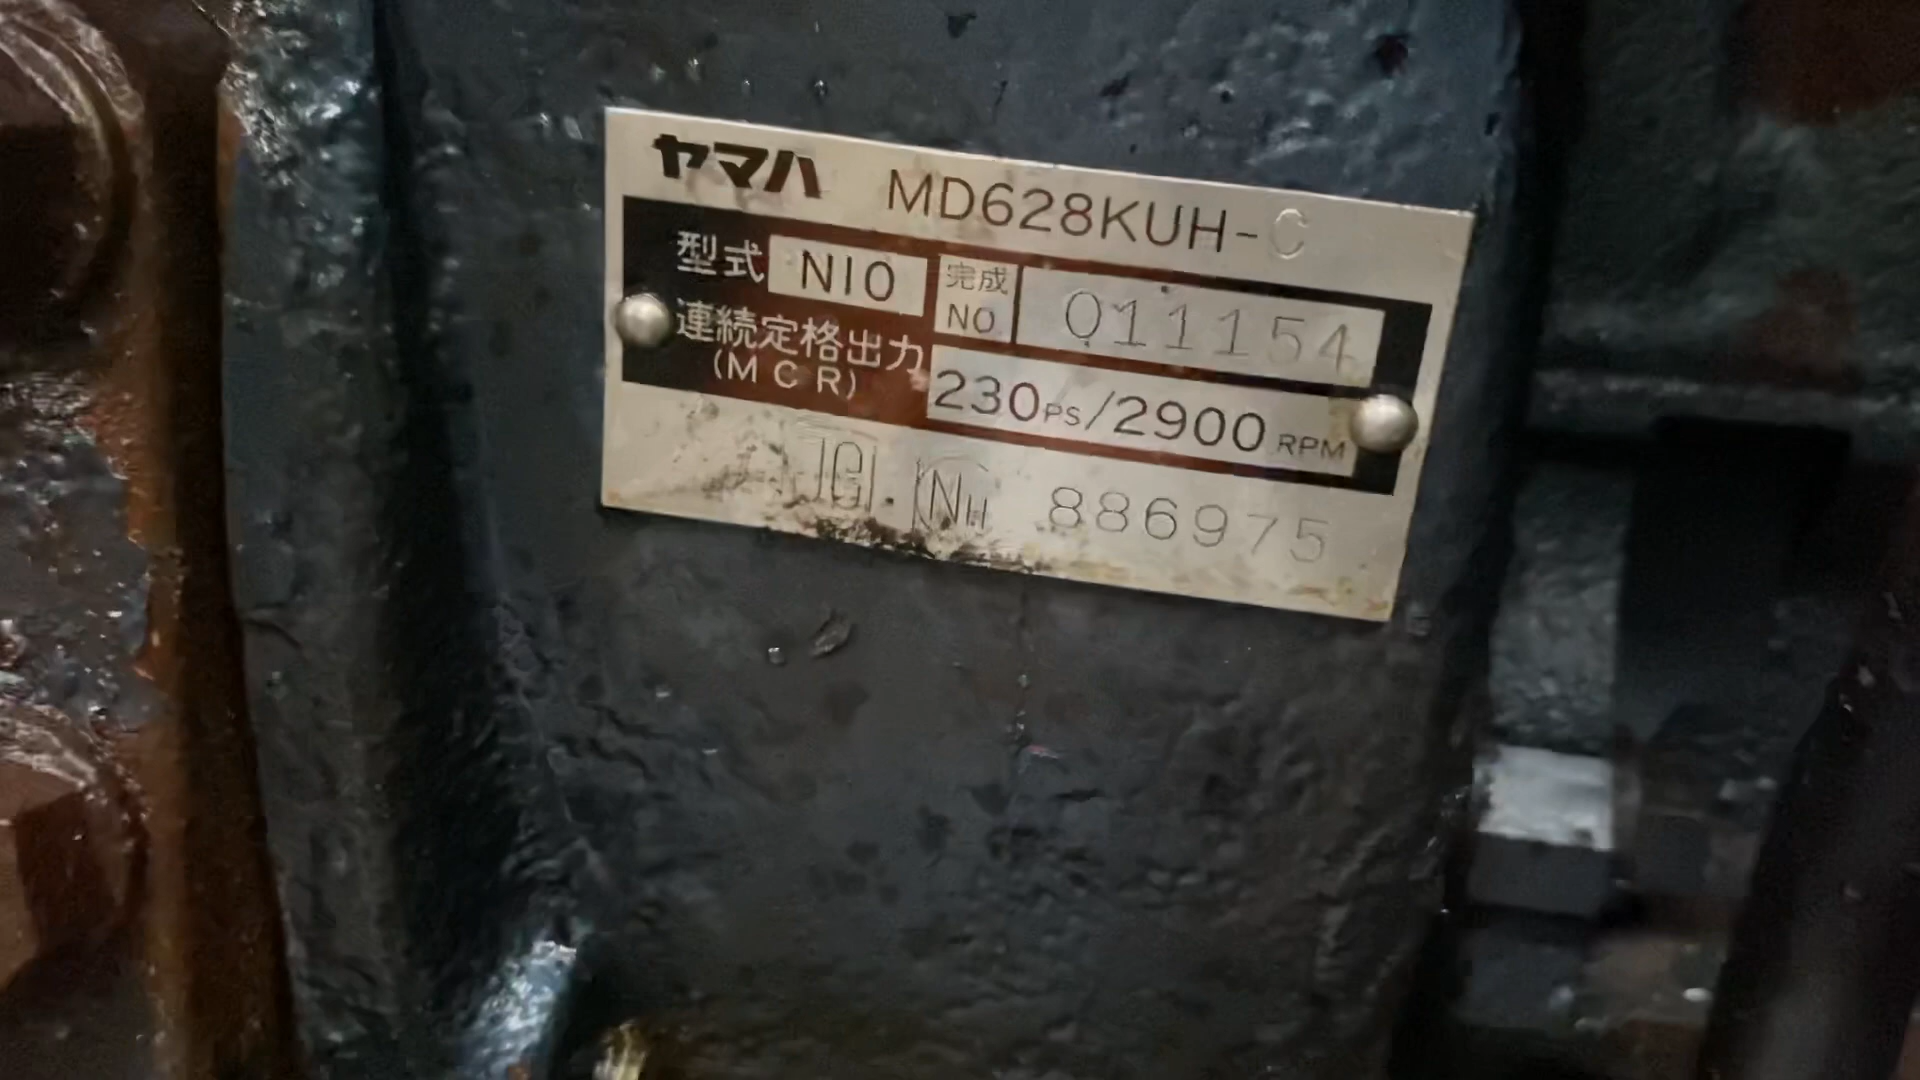 ヤマハ MD628KUH-C
型式 N10 完成 NO 011154
連続定格出力 (MCR) 230PS/2900RPM
886975